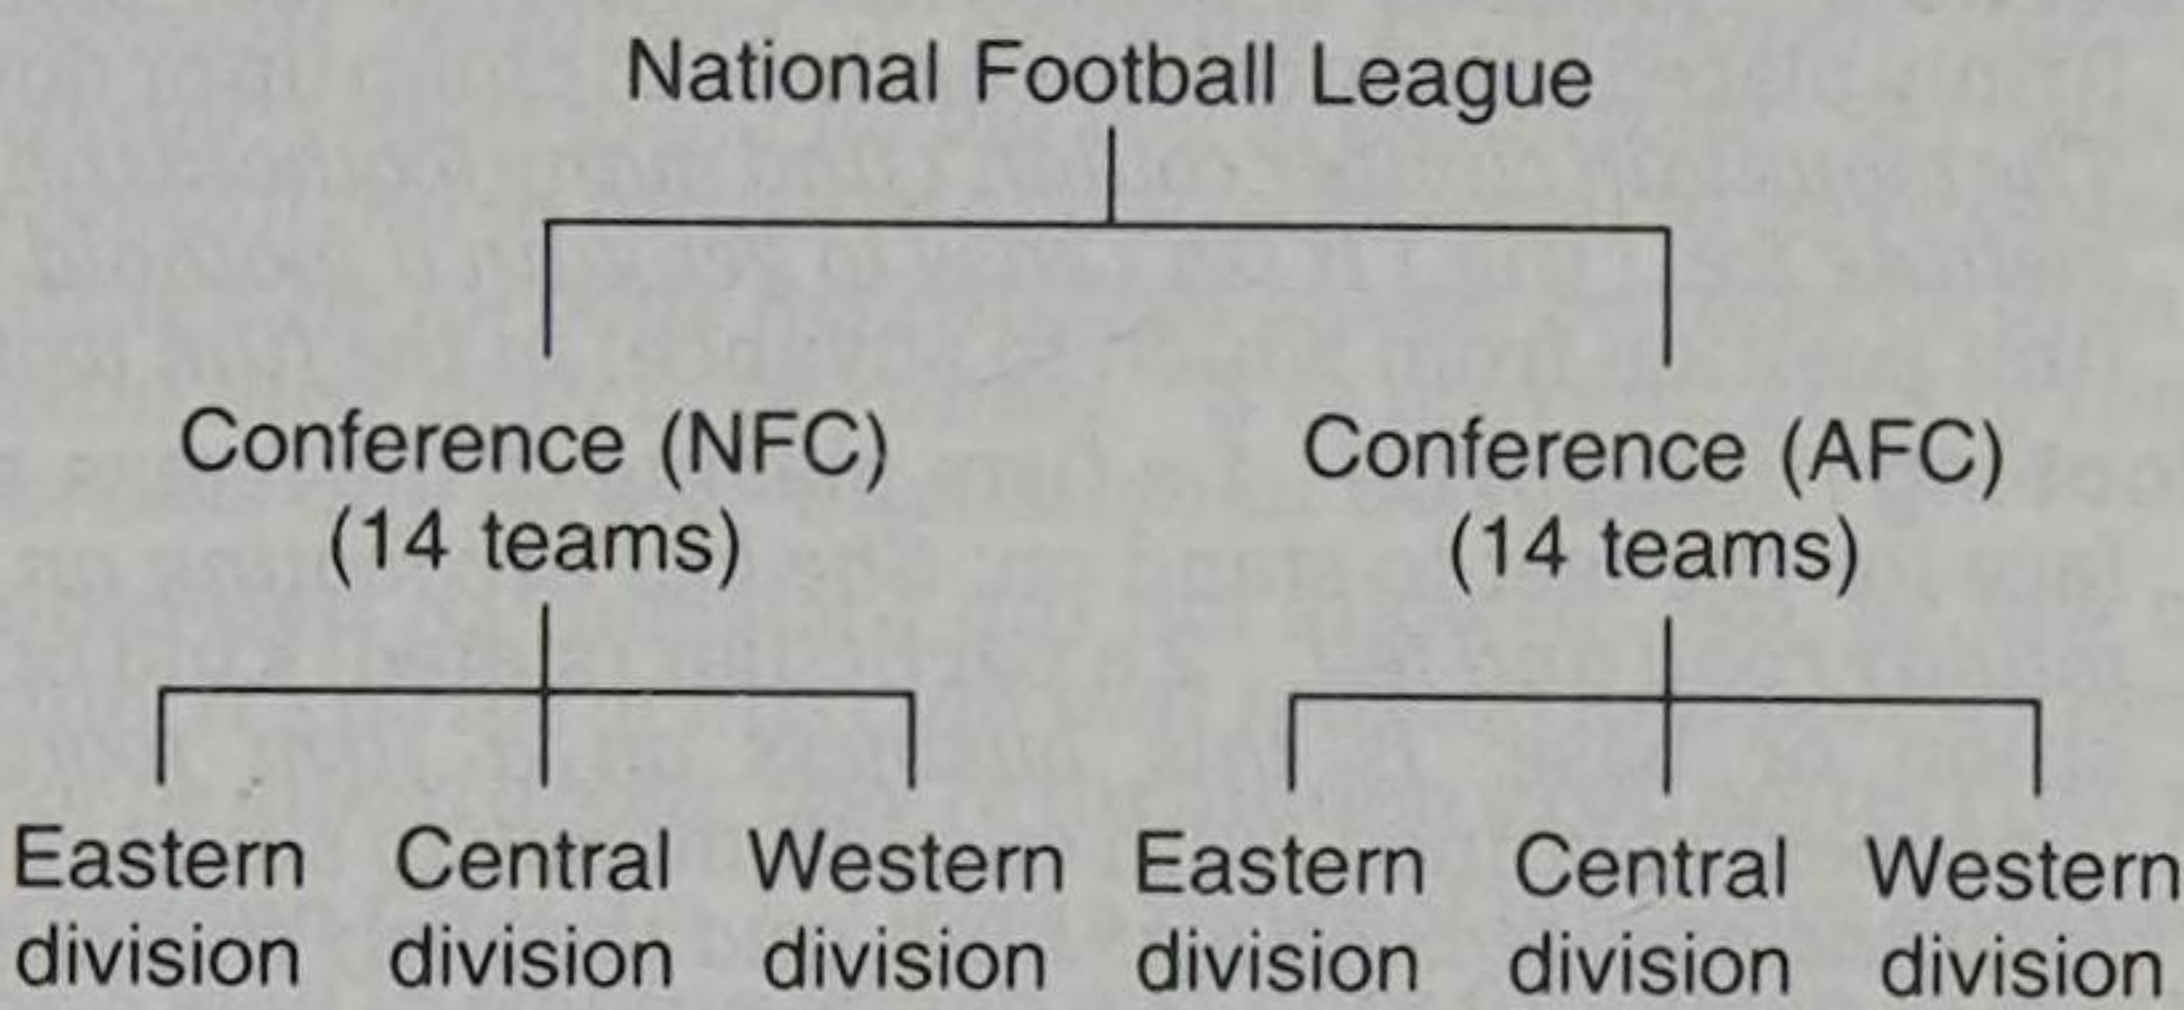 National Football League
Conference (NFC)
(14 teams)
Conference (AFC)
(14 teams)
Eastern division
Central division
Western division
Eastern division
Central division
Western division